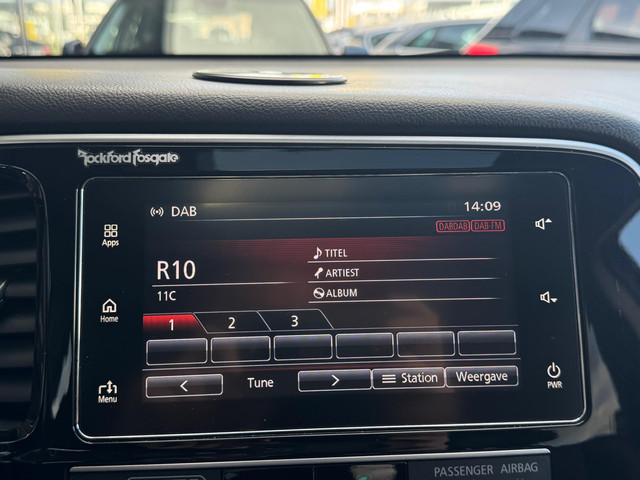 Rockford Fosgate
DAB
14:09
DABDAB DAB-FM
Apps
R10
TITEL
ARTIEST
11C
ALBUM
Home
1 2 3
Menu
< Tune > Station Weergave
PWR
PASSENGER AIRBAG